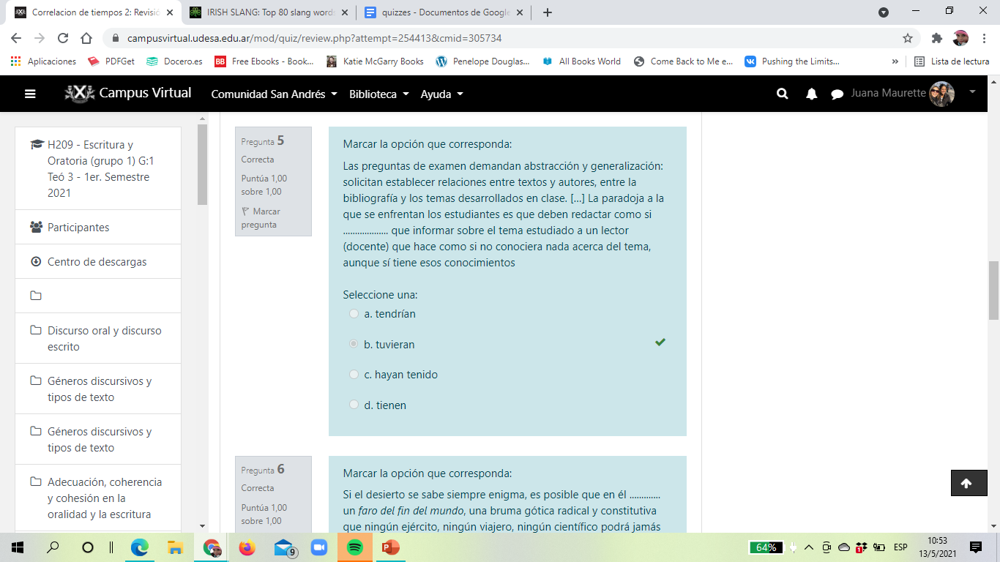 Correlacion de tiempos 2: Revisió
IRISH SLANG: Top 80 slang words
quizzes - Documentos de Google
campusvirtual.udesa.edu.ar/mod/quiz/review.php?attempt=254413&cmid=305734
Aplicaciones
PDFGet
Docero.es
BB
Free Ebooks - Book...
Katie McGarry Books
Penelope Douglas...
All Books World
Come Back to Me e...
Pushing the Limits...
»
Lista de lectura
Campus Virtual
Comunidad San Andrés
Biblioteca
Ayuda
Juana Maurette
H209 - Escritura y
Oratoria (grupo 1) G:1
Teó 3 - 1er. Semestre
2021
Participantes
Centro de descargas
Discurso oral y discurso
escrito
Géneros discursivos y
tipos de texto
Géneros discursivos y
tipos de texto
Adecuación, coherencia
y cohesión en la
oralidad y la escritura
Pregunta 5
Correcta
Puntúa 1,00
sobre 1,00
Marcar
pregunta
Marcar la opción que corresponda:
Las preguntas de examen demandan abstracción y generalización:
solicitan establecer relaciones entre textos y autores, entre la
bibliografía y los temas desarrollados en clase. [...] La paradoja a la
que se enfrentan los estudiantes es que deben redactar como si
................... que informar sobre el tema estudiado a un lector
(docente) que hace como si no conociera nada acerca del tema,
aunque sí tiene esos conocimientos
Seleccione una:
a. tendrían
b. tuvieran
c. hayan tenido
d. tienen
Pregunta 6
Correcta
Puntúa 1,00
sobre 1,00
Marcar la opción que corresponda:
Si el desierto se sabe siempre enigma, es posible que en él .............
un faro del fin del mundo, una bruma gótica radical y constitutiva
que ningún ejército, ningún viajero, ningún científico podrá jamás
9
64%
ESP
10:53
13/5/2021